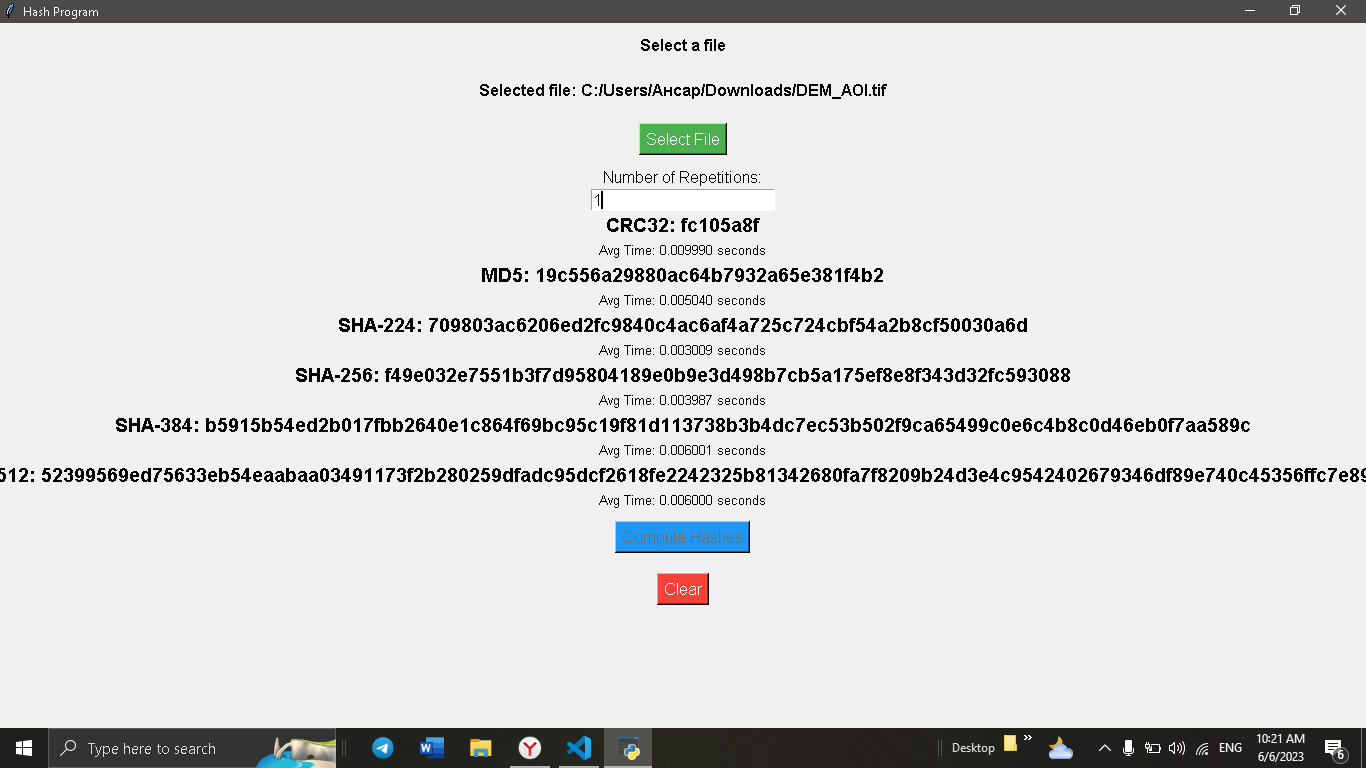 Hash Program
Select a file
Selected file: C:/Users/Ансар/Downloads/DEM_AOI.tif
Select File
Number of Repetitions:
1
CRC32: fc105a8f
Avg Time: 0.009990 seconds
MD5: 19c556a29880ac64b7932a65e381f4b2
Avg Time: 0.005040 seconds
SHA-224: 709803ac6206ed2fc9840c4ac6af4a725c724cbf54a2b8cf50030a6d
Avg Time: 0.003009 seconds
SHA-256: f49e032e7551b3f7d95804189e0b9e3d498b7cb5a175ef8e8f343d32fc593088
Avg Time: 0.003987 seconds
SHA-384: b5915b54ed2b017fbb2640e1c864f69bc95c19f81d113738b3b4dc7ec53b502f9ca65499c0e6c4b8c0d46eb0f7aa589c
Avg Time: 0.006001 seconds
512: 52399569ed75633eb54eaabaa03491173f2b280259dfadc95dcf2618fe2242325b81342680fa7f8209b24d3e4c9542402679346df89e740c45356ffc7e89
Avg Time: 0.006000 seconds
Compute Hashes
Clear
Type here to search
Desktop
ENG
10:21 AM
6/6/2023
6